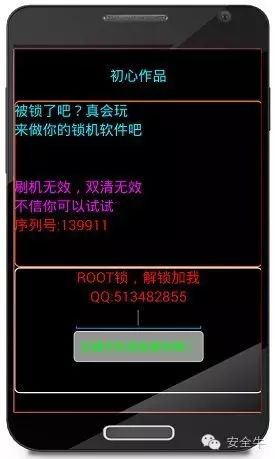 初心作品
被锁了吧？真会玩
来做你的锁机软件吧
刷机无效，双清无效
不信你可以试试
序列号:139911
ROOT锁，解锁加我
QQ:513482855
安全牛